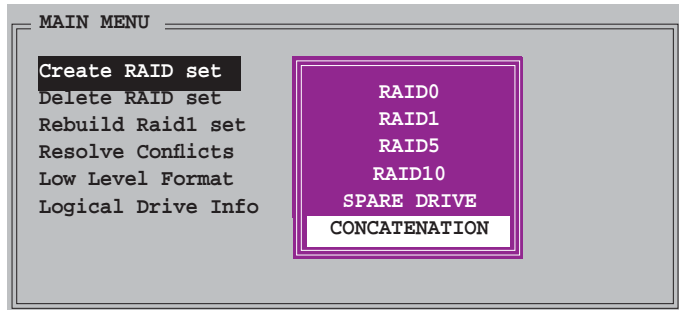 MAIN MENU
Create RAID set
Delete RAID set
Rebuild Raid1 set
Resolve Conflicts
Low Level Format
Logical Drive Info
RAID0
RAID1
RAID5
RAID10
SPARE DRIVE
CONCATENATION